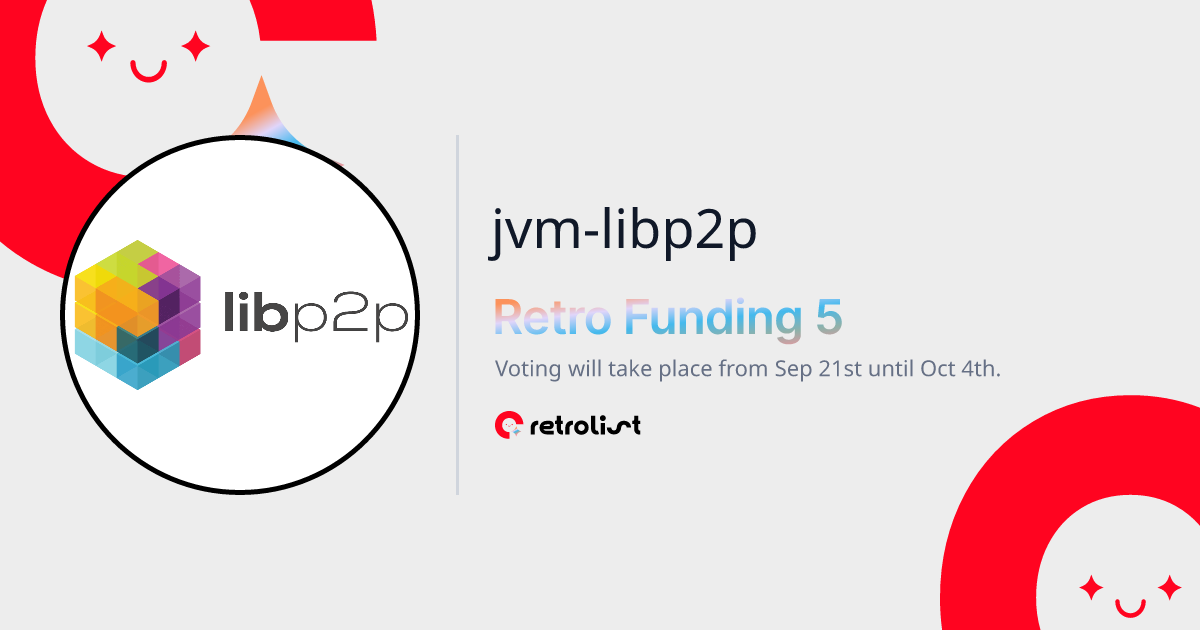 libp2p
jvm-libp2p
Retro Funding 5
Voting will take place from Sep 21st until Oct 4th.
retrolist